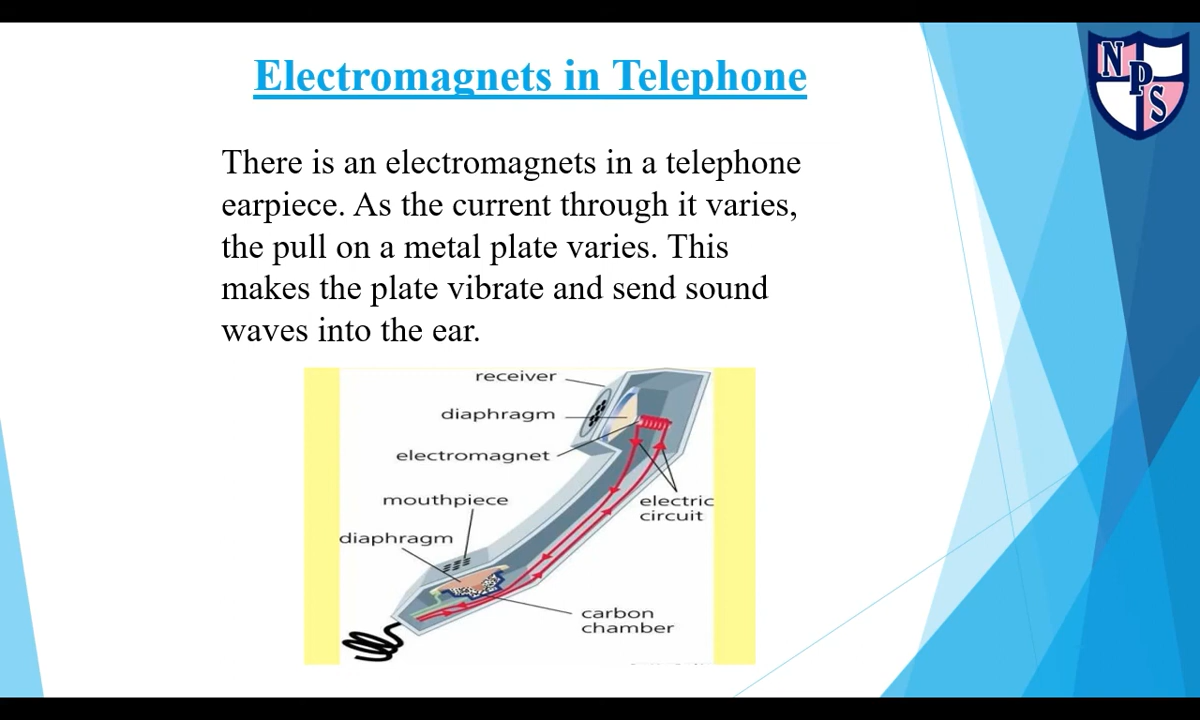 Electromagnets in Telephone
N
P
S
There is an electromagnets in a telephone
earpiece. As the current through it varies,
the pull on a metal plate varies. This
makes the plate vibrate and send sound
waves into the ear.
receiver
diaphragm
electromagnet
mouthpiece
electric
circuit
diaphragm
carbon
chamber